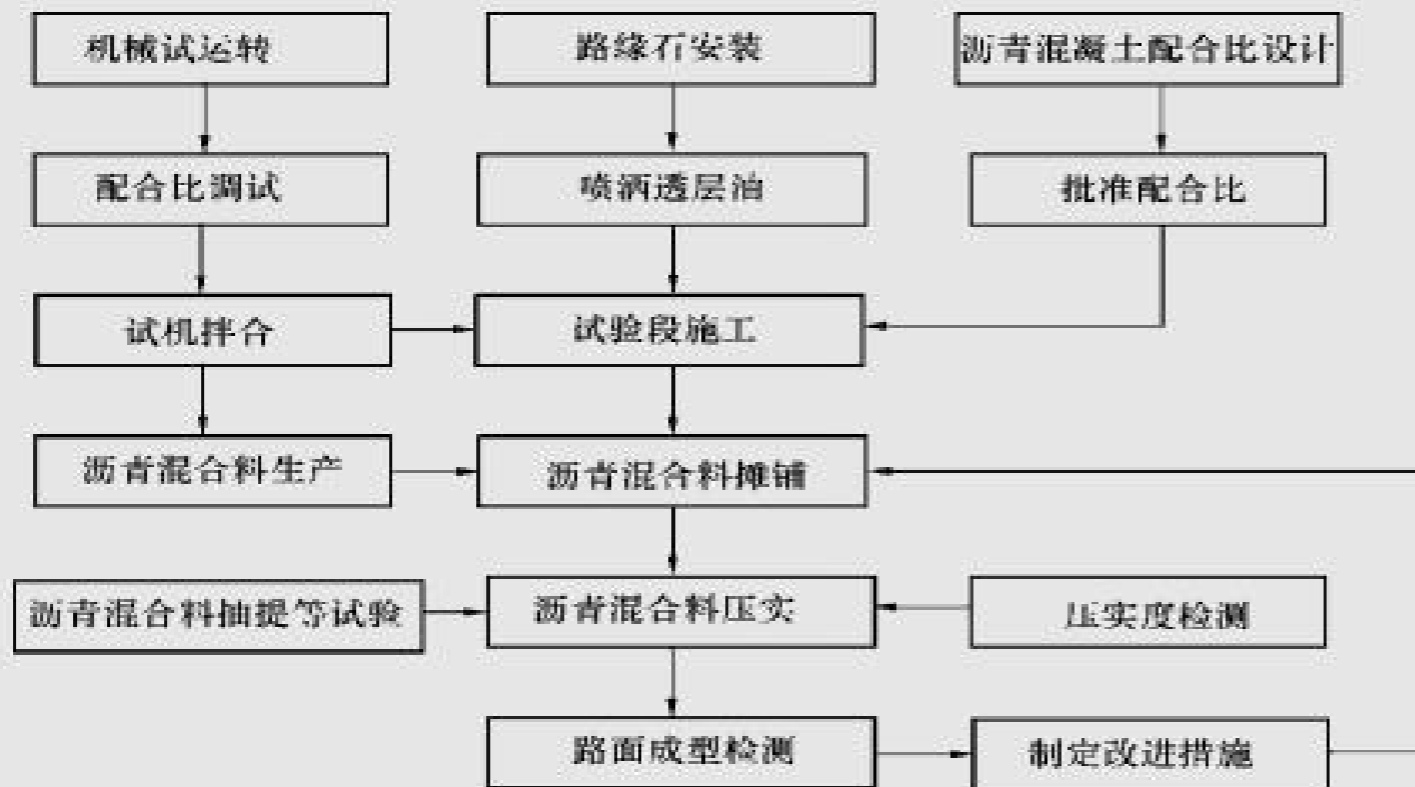 机械试运转
路缘石安装
沥青混凝土配合比设计
配合比调试
喷洒透层油
批准配合比
试机拌合
试验段施工
沥青混合料生产
沥青混合料摊铺
沥青混合料抽提等试验
沥青混合料压实
压实度检测
路面成型检测
制定改进措施